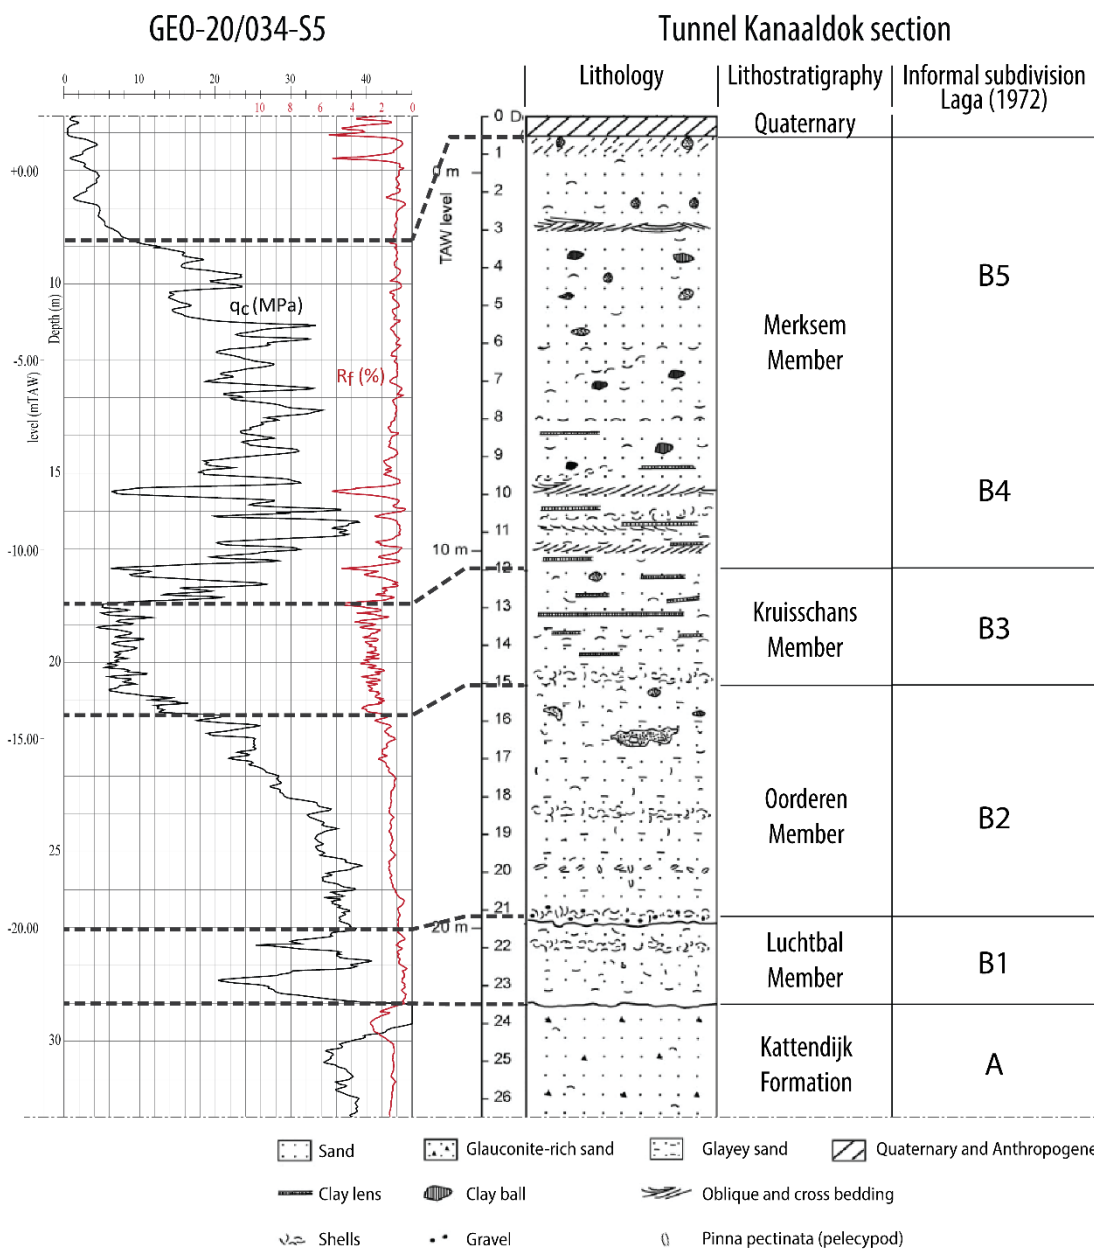 GEO-20/034-S5
Tunnel Kanaaldok section
Lithology
Lithostratigraphy
Informal subdivision
Laga (1972)
0 10 20 30 40
10 8 6 4 2 0
+0.00
-5.00
-10.00
-15.00
-20.00
level (mTAW)
Depth (m)
10
15
20
25
30
qc (MPa)
Rf (%)
TAW level
0 m
10 m
20 m
0 D
1
2
3
4
5
6
7
8
9
10
11
12
13
14
15
16
17
18
19
20
21
22
23
24
25
26
Quaternary
Merksem
Member
Kruisschans
Member
Oorderen
Member
Luchtbal
Member
Kattendijk
Formation
B5
B4
B3
B2
B1
A
Sand
Glauconite-rich sand
Glayey sand
Quaternary and Anthropogene
Clay lens
Clay ball
Oblique and cross bedding
Shells
Gravel
Pinna pectinata (pelecypod)